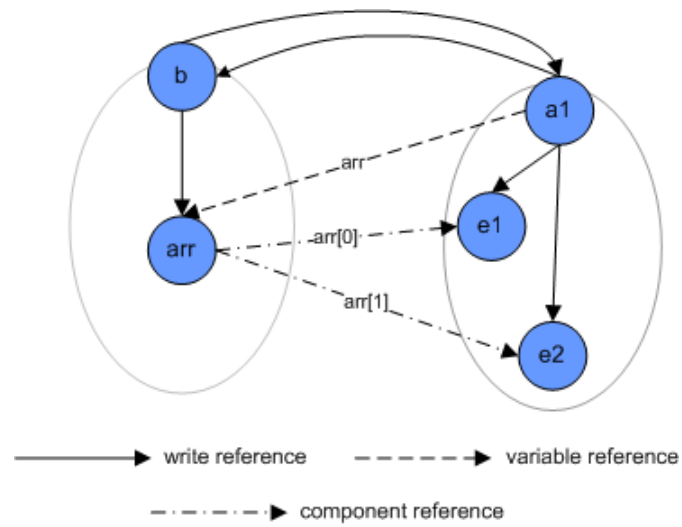 b
a1
arr
e1
arr[0]
arr
arr[1]
e2
write reference
variable reference
component reference